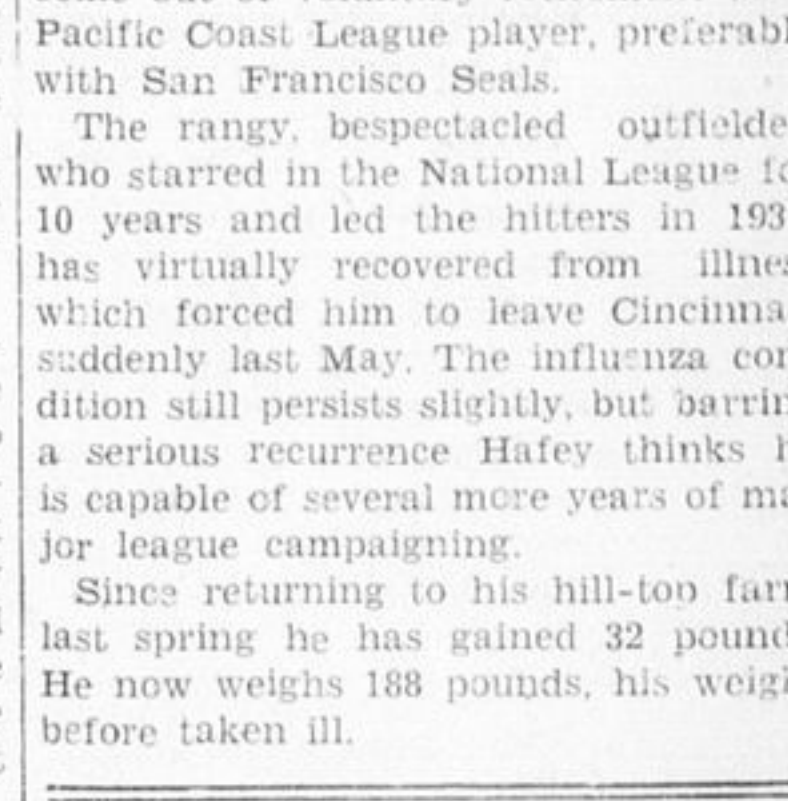 Pacific Coast League player, preferabl
with San Francisco Seals.
The rangy, bespectacled outfielde
who starred in the National League fo
10 years and led the hitters in 193
has virtually recovered from illnes
which forced him to leave Cincinna
suddenly last May. The influenza con
dition still persists slightly, but barrin
a serious recurrence Hafey thinks h
is capable of several more years of ma
jor league campaigning.
Since returning to his hill-top farm
last spring he has gained 32 pound
He now weighs 188 pounds, his weigh
before taken ill.